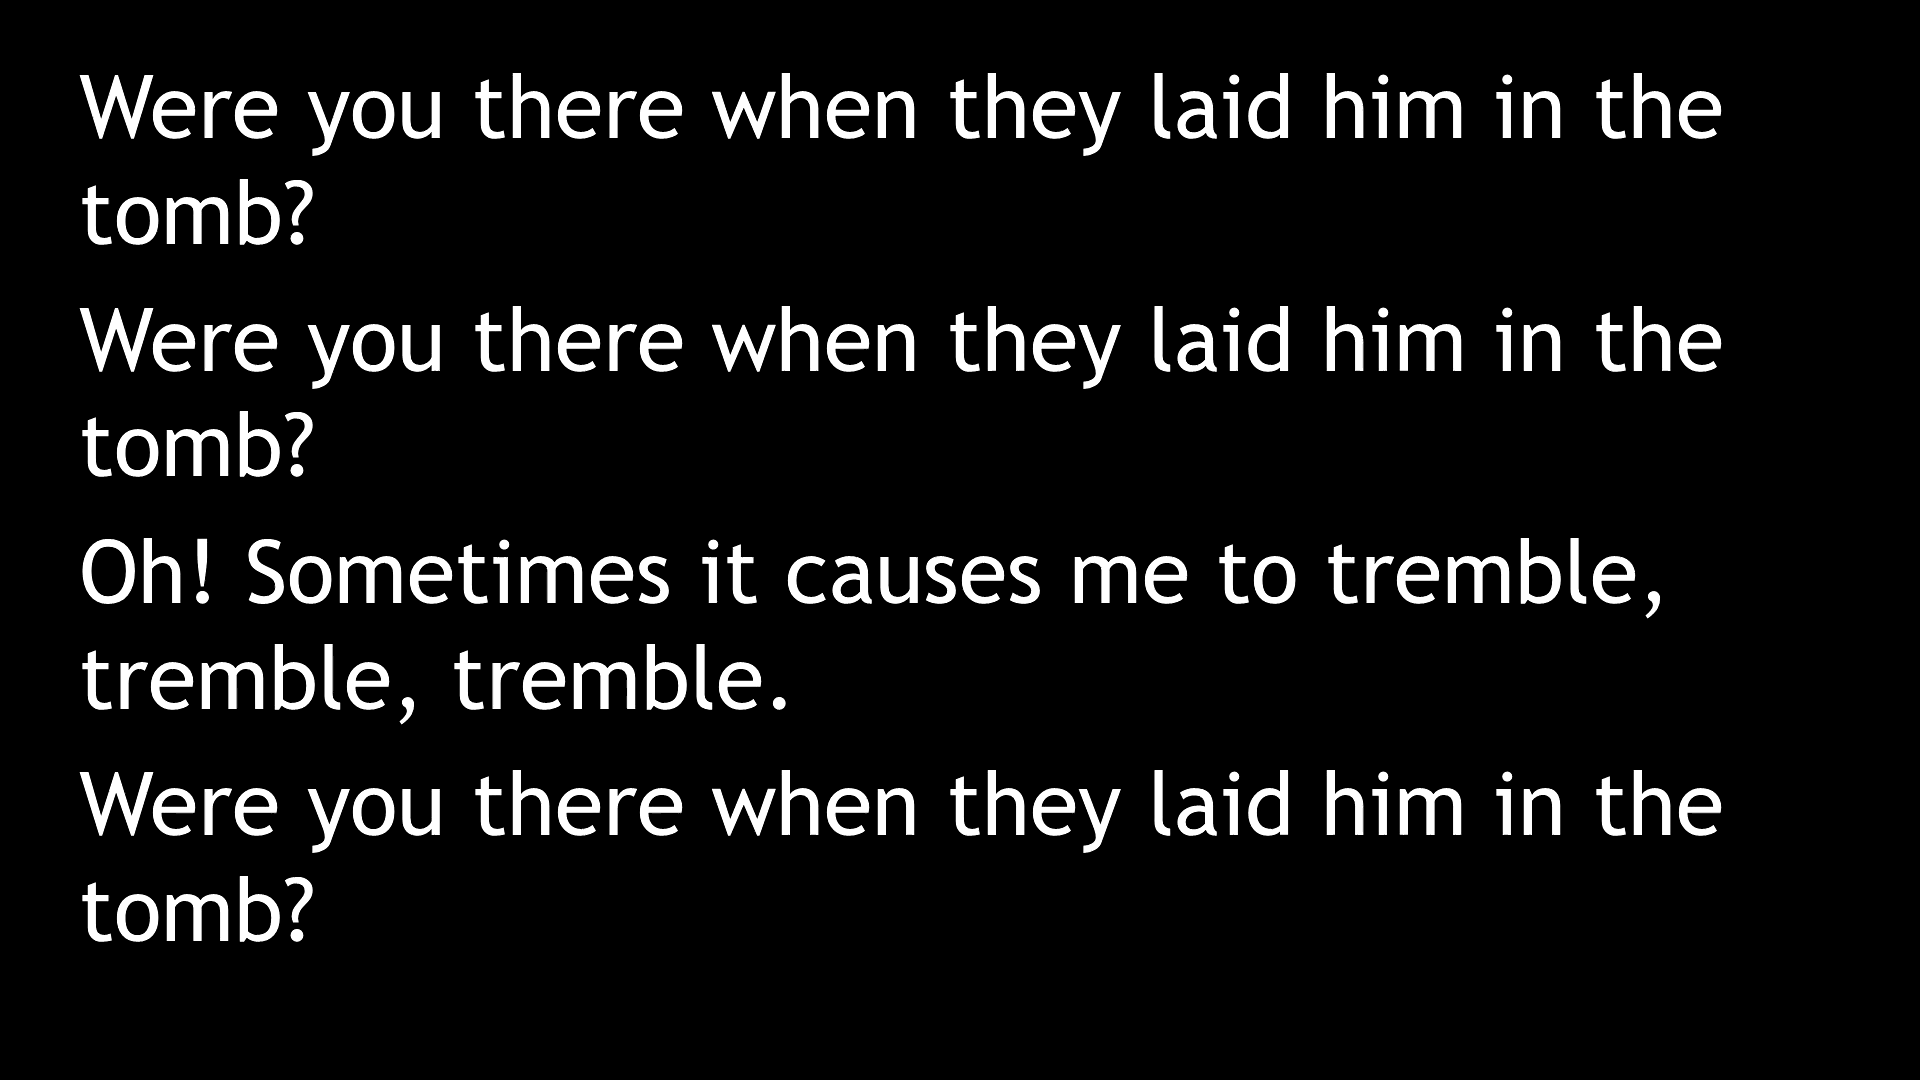 Were you there when they laid him in the
tomb?
Were you there when they laid him in the
tomb?
Oh! Sometimes it causes me to tremble,
tremble, tremble.
Were you there when they laid him in the
tomb?